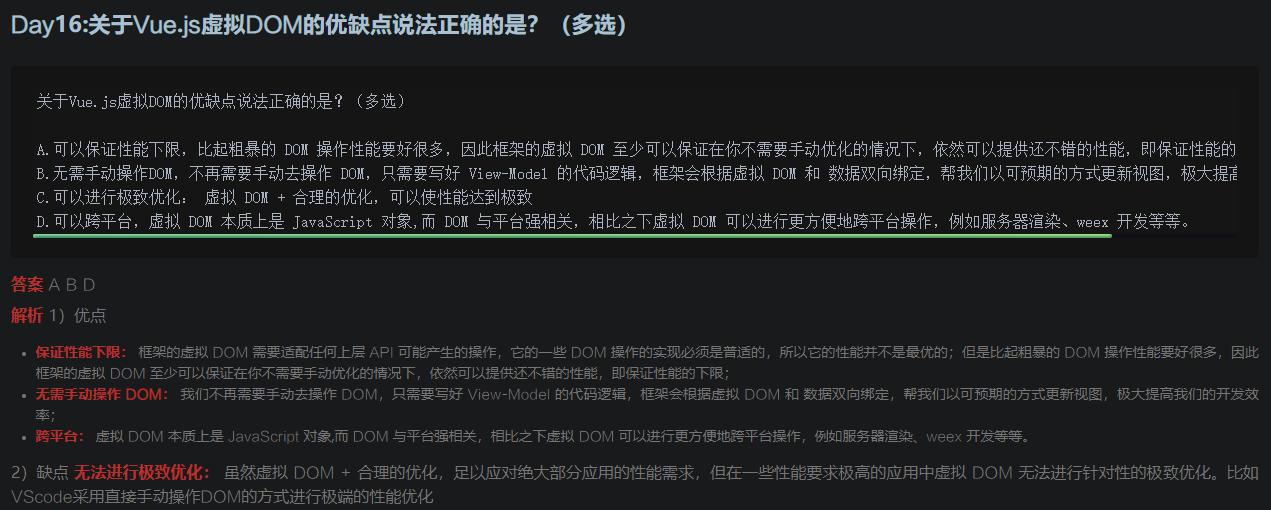 Day16:关于Vue.js虚拟DOM的优缺点说法正确的是？（多选）
关于Vue.js虚拟DOM的优缺点说法正确的是？（多选）
A.可以保证性能下限，比起粗暴的 DOM 操作性能要好很多，因此框架的虚拟 DOM 至少可以保证在你不需要手动优化的情况下，依然可以提供还不错的性能，即保证性能的
B.无需手动操作DOM，不再需要手动去操作 DOM，只需要写好 View-Model 的代码逻辑，框架会根据虚拟 DOM 和 数据双向绑定，帮我们以可预期的方式更新视图，极大提高
C.可以进行极致优化： 虚拟 DOM + 合理的优化，可以使性能达到极致
D.可以跨平台，虚拟 DOM 本质上是 JavaScript 对象,而 DOM 与平台强相关，相比之下虚拟 DOM 可以进行更方便地跨平台操作，例如服务器渲染、weex 开发等等。
答案 A B D
解析 1）优点
保证性能下限： 框架的虚拟 DOM 需要适配任何上层 API 可能产生的操作，它的一些 DOM 操作的实现必须是普适的，所以它的性能并不是最优的；但是比起粗暴的 DOM 操作性能要好很多，因此
框架的虚拟 DOM 至少可以保证在你不需要手动优化的情况下，依然可以提供还不错的性能，即保证性能的下限；
无需手动操作 DOM： 我们不再需要手动去操作 DOM，只需要写好 View-Model 的代码逻辑，框架会根据虚拟 DOM 和 数据双向绑定，帮我们以可预期的方式更新视图，极大提高我们的开发效
率；
跨平台： 虚拟 DOM 本质上是 JavaScript 对象,而 DOM 与平台强相关，相比之下虚拟 DOM 可以进行更方便地跨平台操作，例如服务器渲染、weex 开发等等。
2）缺点 无法进行极致优化： 虽然虚拟 DOM + 合理的优化，足以应对绝大部分应用的性能需求，但在一些性能要求极高的应用中虚拟 DOM 无法进行针对性的极致优化。比如
VScode采用直接手动操作DOM的方式进行极端的性能优化